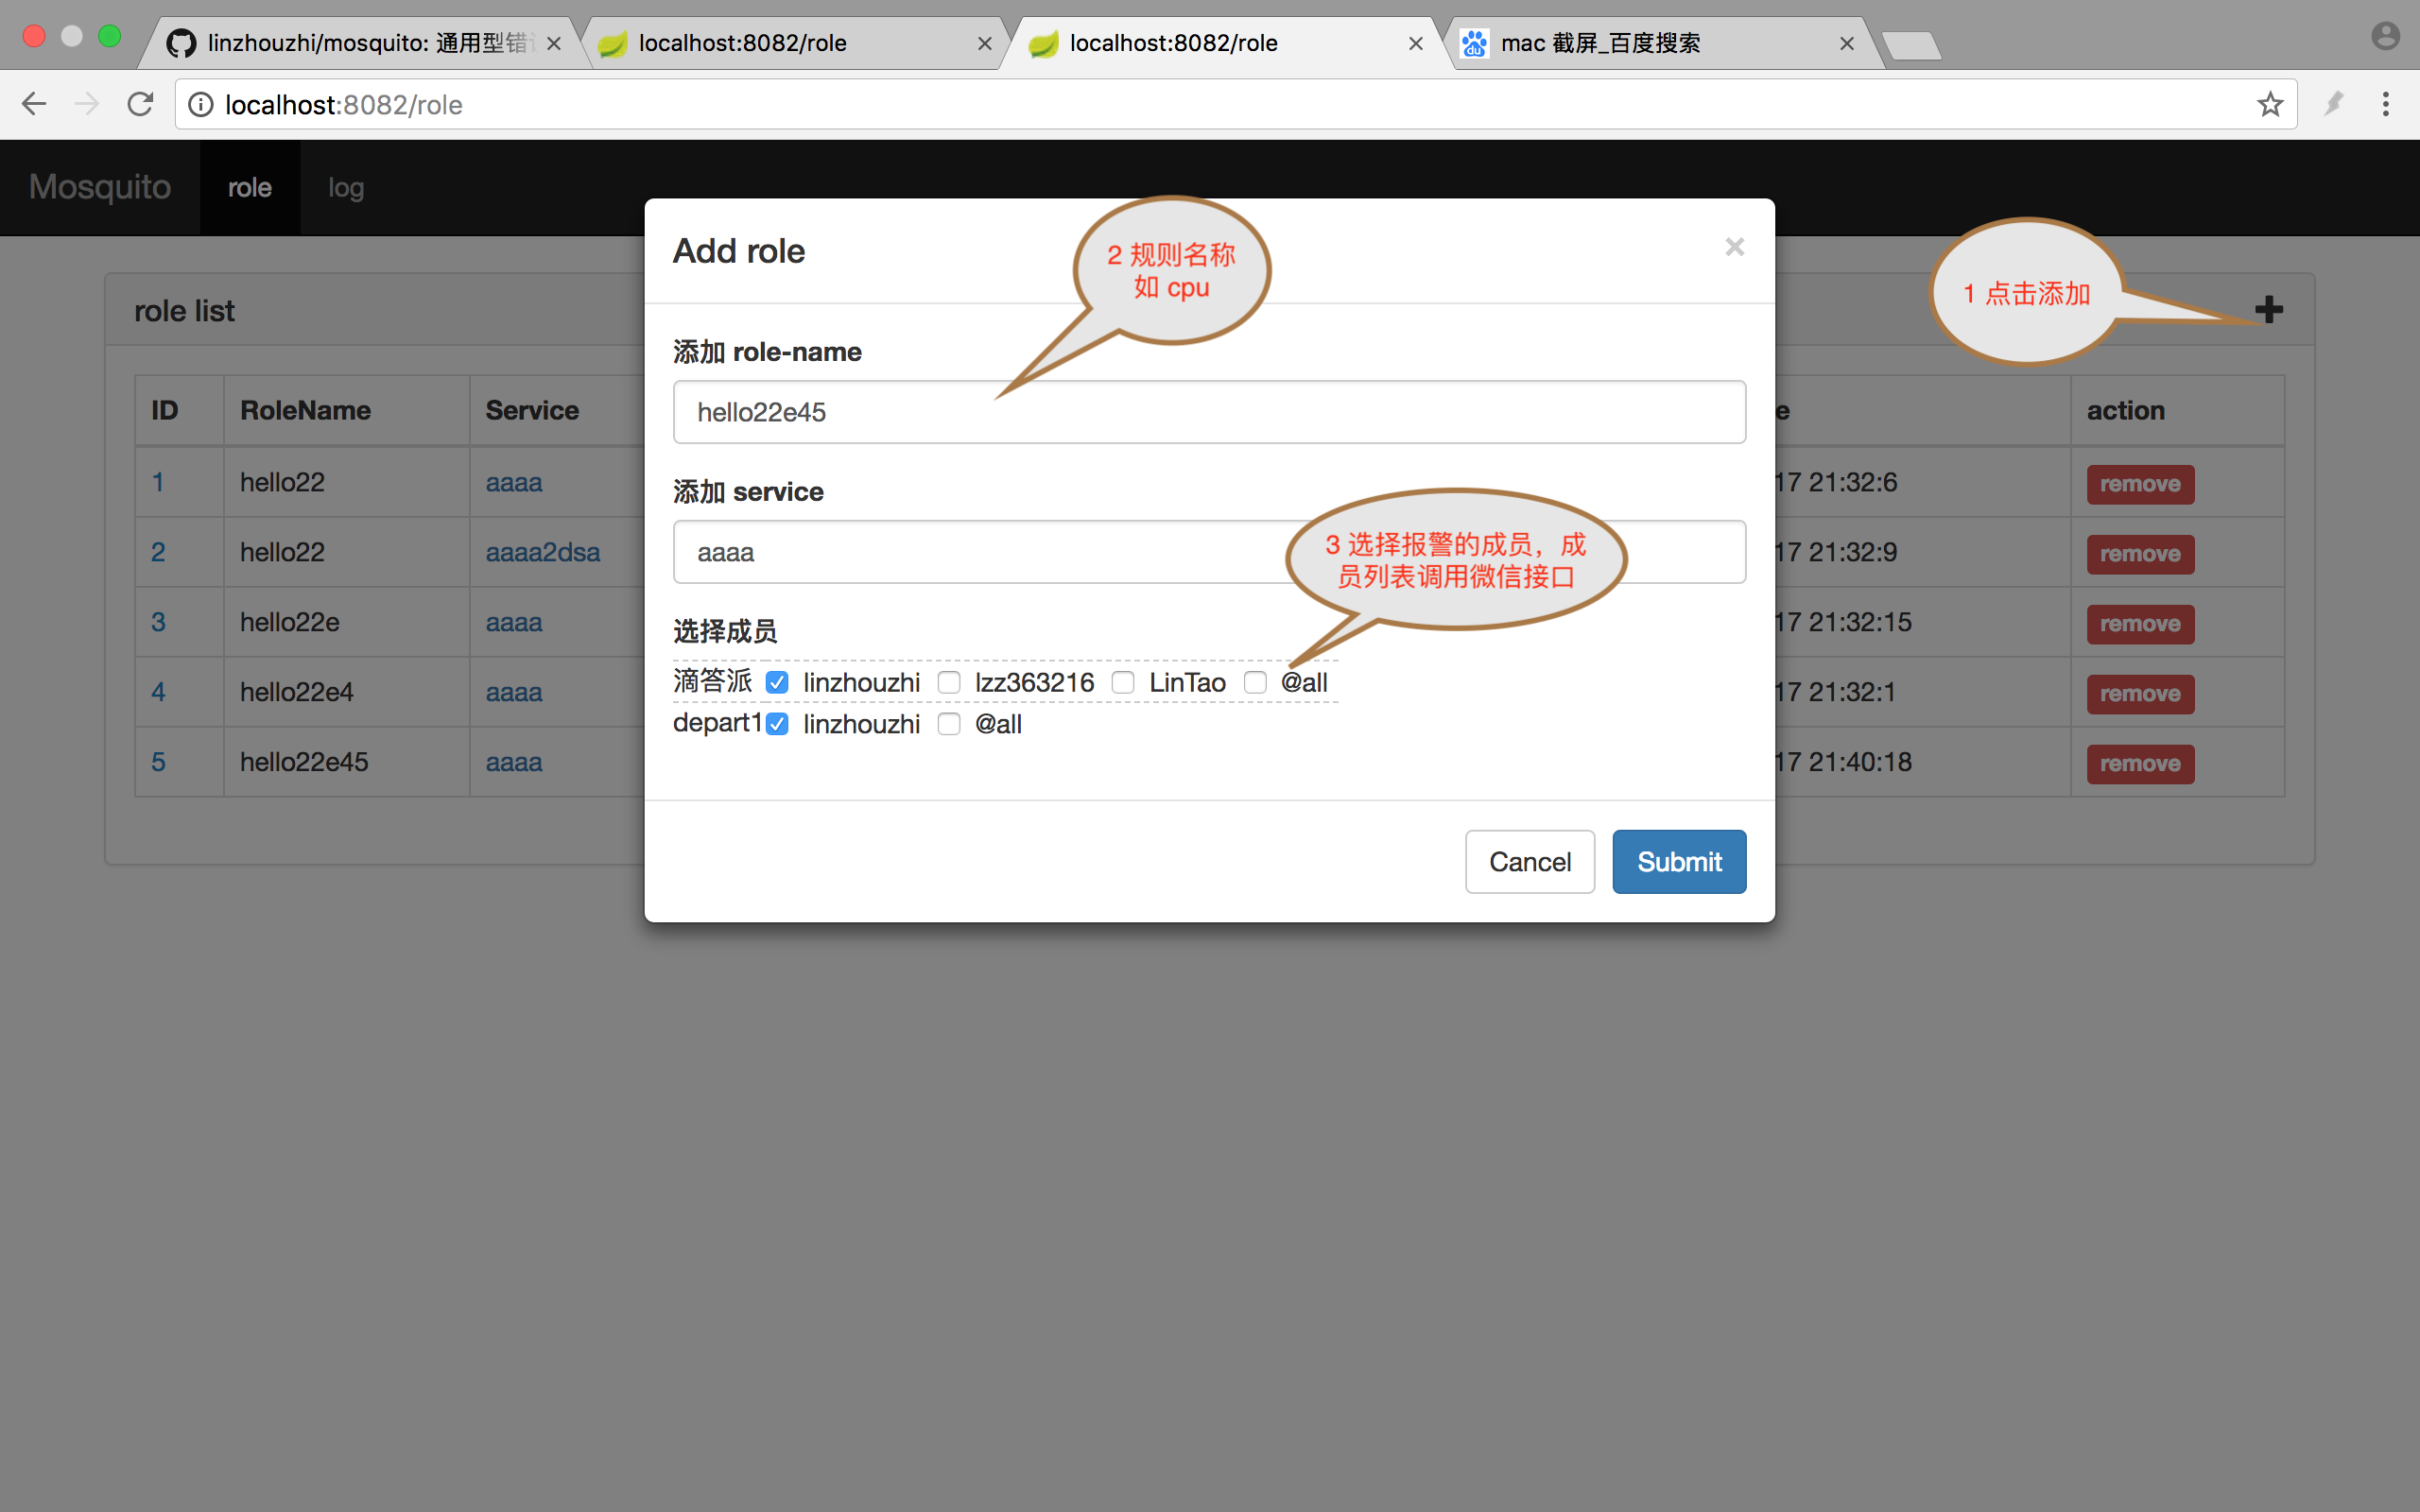 linzhouzhi/mosquito: 通用型错
localhost:8082/role
localhost:8082/role
mac 截屏_百度搜索
localhost:8082/role
Mosquito
role
log
Add role
2 规则名称
如 cpu
1 点击添加
role list
添加 role-name
hello22e45
ID
RoleName
Service
e
action
添加 service
aaaa
3 选择报警的成员，成
员列表调用微信接口
1
hello22
aaaa
17 21:32:6
remove
2
hello22
aaaa2dsa
17 21:32:9
remove
3
hello22e
aaaa
17 21:32:15
remove
4
hello22e4
aaaa
17 21:32:1
remove
5
hello22e45
aaaa
17 21:40:18
remove
选择成员
滴答派 linzhouzhi lzz363216 LinTao @all
depart1 linzhouzhi @all
Cancel
Submit